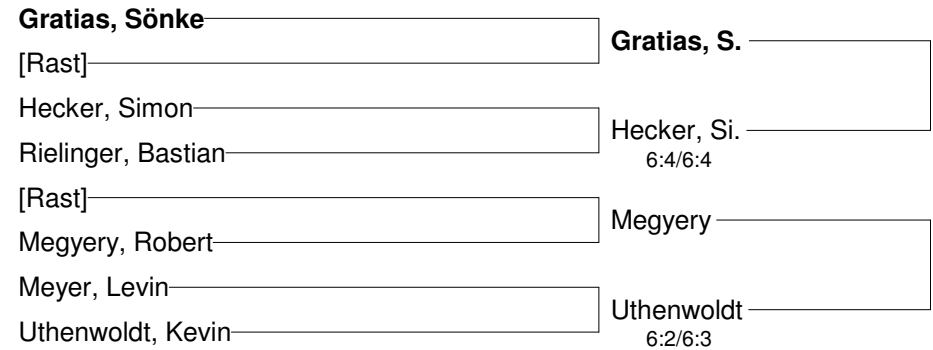 Gratias, Sönke
[Rast]
Hecker, Simon
Rielinger, Bastian
[Rast]
Megyery, Robert
Meyer, Levin
Uthenwoldt, Kevin
Gratias, S.
Hecker, Si.
6:4/6:4
Megyery
Uthenwoldt
6:2/6:3